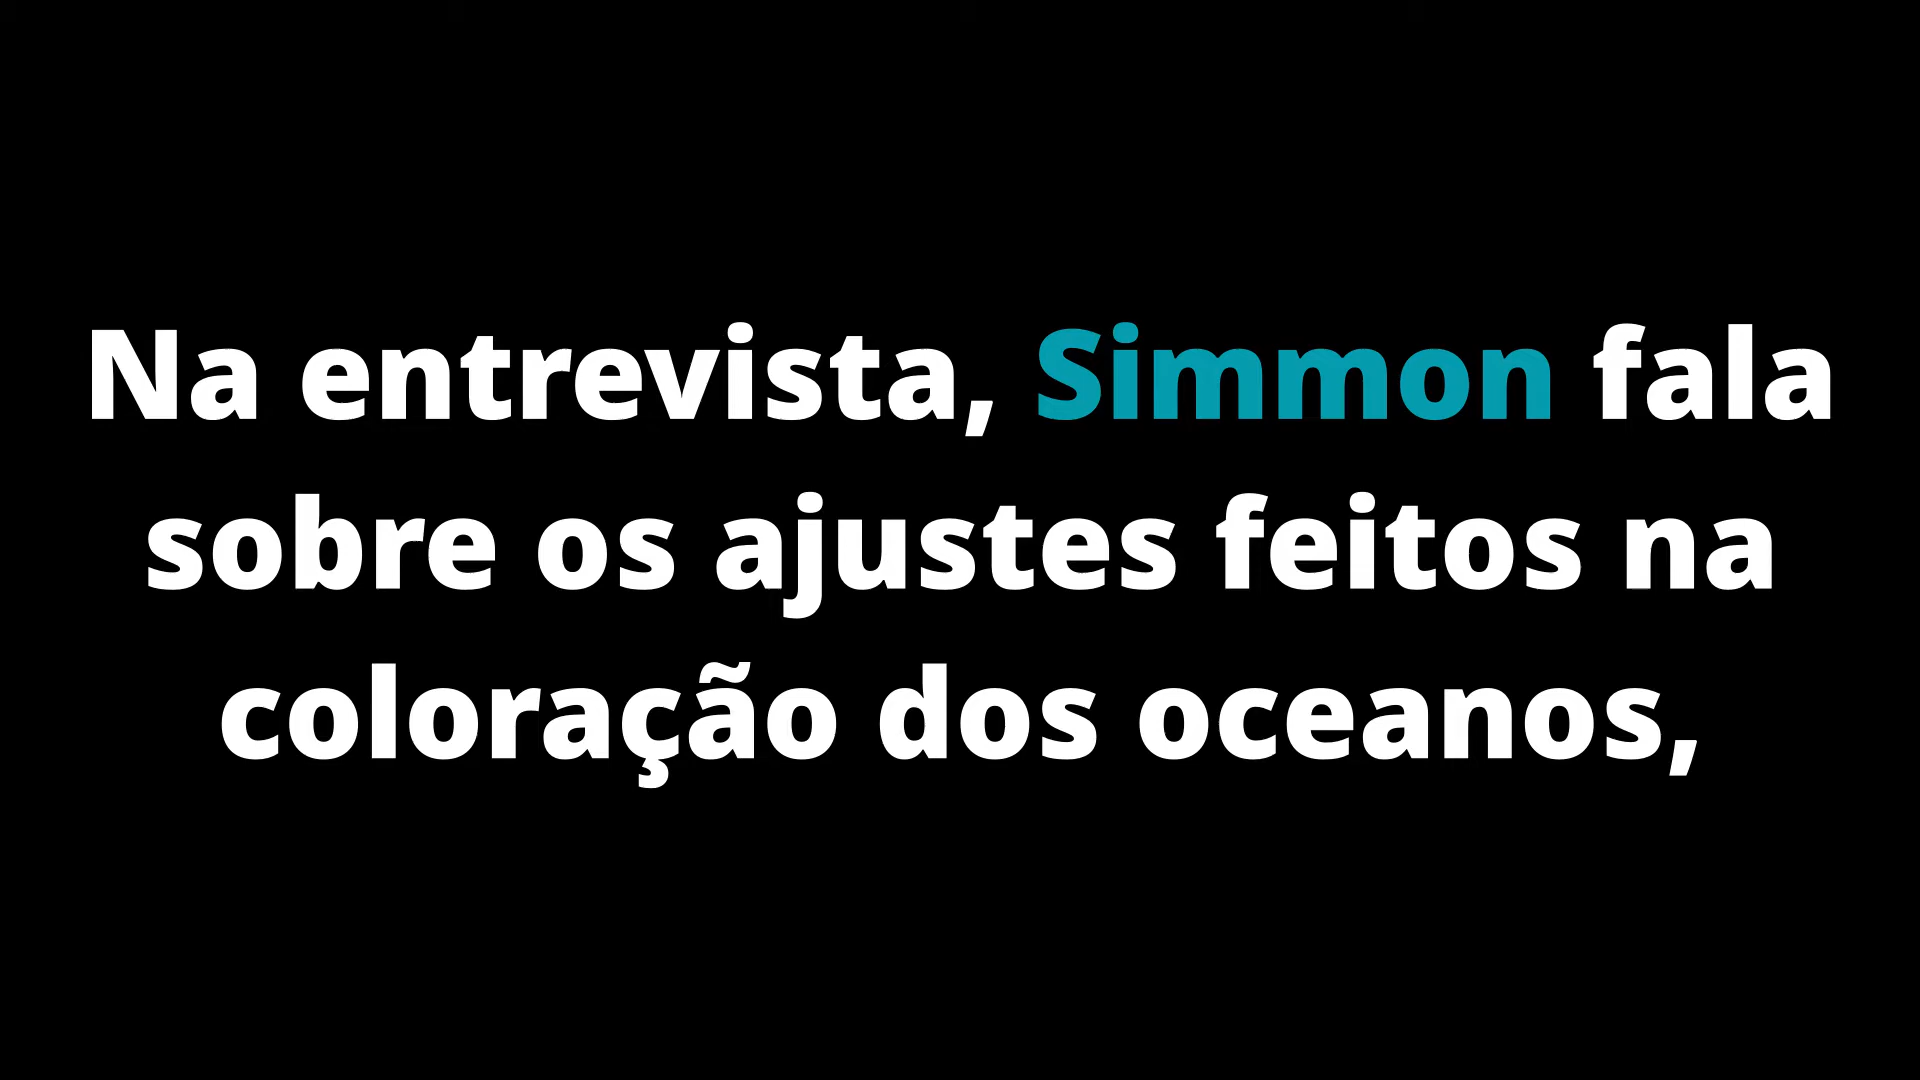 Na entrevista, Simmon fala
sobre os ajustes feitos na
coloração dos oceanos,